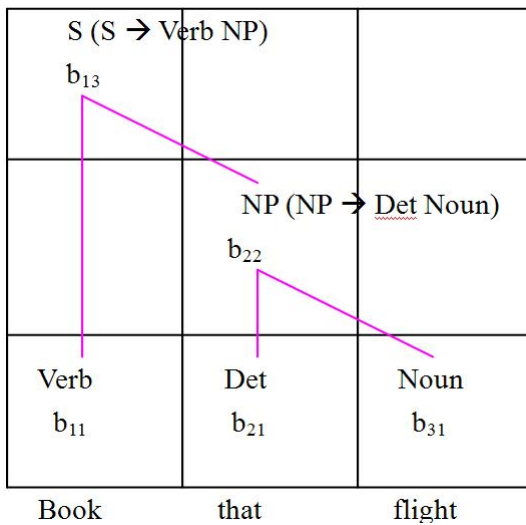 S (S → Verb NP)
b₁₃
NP (NP → Det Noun)
b₂₂
Verb Det Noun
b₁₁ b₂₁ b₃₁
Book that flight